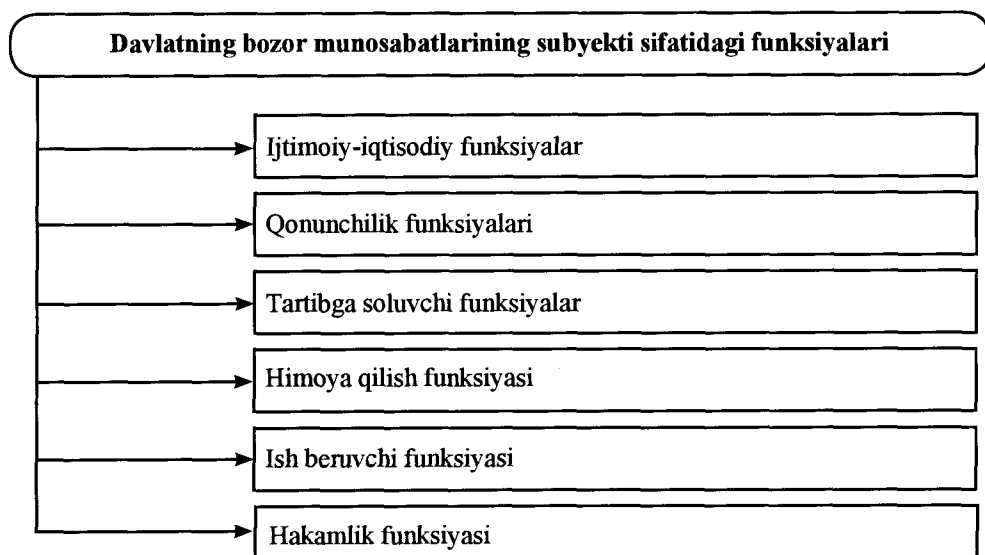 Davlatning bozor munosabatlarining subyekti sifatidagi funksiyalari
Ijtimoiy-iqtisodiy funksiyalar
Qonunchilik funksiyalari
Tartibga soluvchi funksiyalar
Himoya qilish funksiyasi
Ish beruvchi funksiyasi
Hakamlik funksiyasi